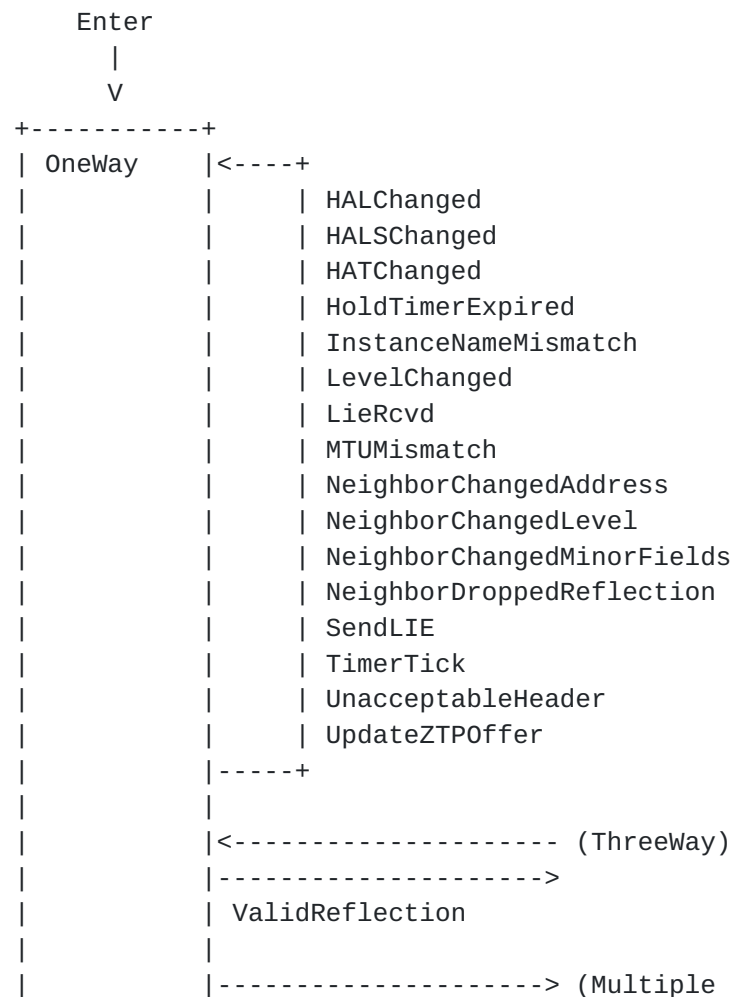 Enter
      |
      V
+-----------+
| OneWay    |<----+
|           |     | HALChanged
|           |     | HALSChanged
|           |     | HATChanged
|           |     | HoldTimerExpired
|           |     | InstanceNameMismatch
|           |     | LevelChanged
|           |     | LieRcvd
|           |     | MTUMismatch
|           |     | NeighborChangedAddress
|           |     | NeighborChangedLevel
|           |     | NeighborChangedMinorFields
|           |     | NeighborDroppedReflection
|           |     | SendLIE
|           |     | TimerTick
|           |     | UnacceptableHeader
|           |     | UpdateZTPOffer
|           |-----+
|           |
|           |<--------------------- (ThreeWay)
|           |--------------------->
|           | ValidReflection
|           |
|           |---------------------> (Multiple